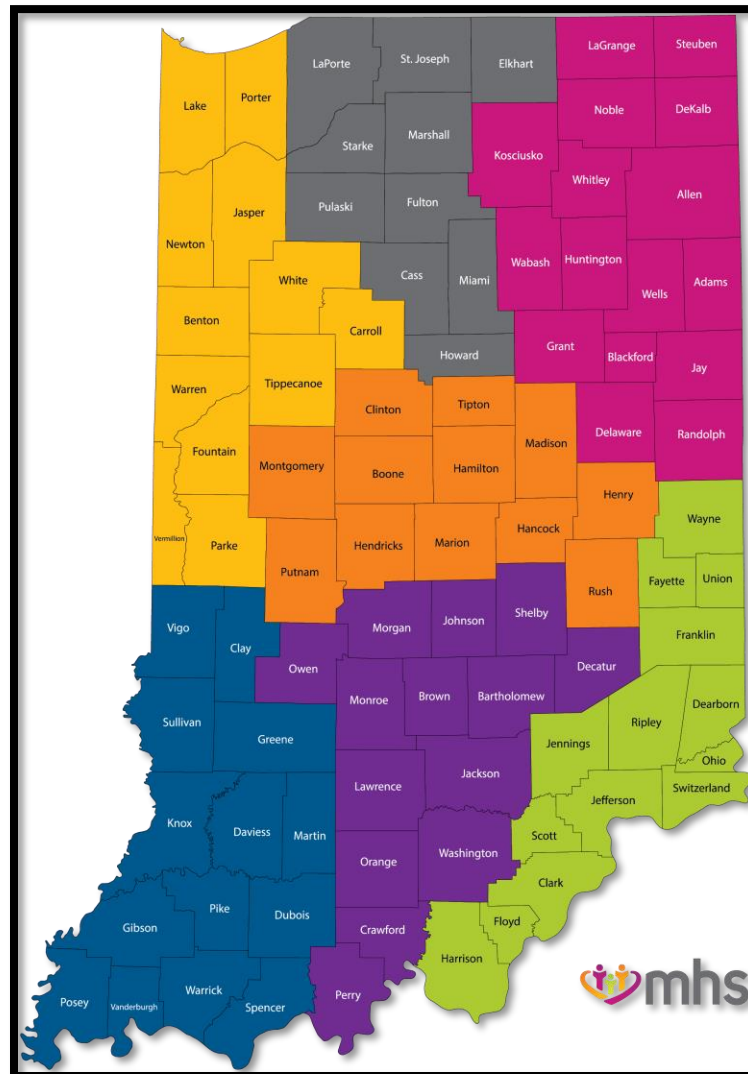 LaGrange
Steuben
LaPorte
St. Joseph
Elkhart
Lake
Porter
Noble
DeKalb
Starke
Marshall
Kosciusko
Whitley
Allen
Pulaski
Fulton
Newton
Jasper
Wabash
Huntington
Cass
Miami
White
Wells
Adams
Benton
Carroll
Howard
Grant
Blackford
Jay
Warren
Tippecanoe
Clinton
Tipton
Madison
Delaware
Randolph
Fountain
Montgomery
Boone
Hamilton
Henry
Wayne
Vermillion
Parke
Putnam
Hendricks
Marion
Hancock
Rush
Fayette
Union
Vigo
Clay
Morgan
Johnson
Shelby
Franklin
Owen
Decatur
Sullivan
Monroe
Brown
Bartholomew
Dearborn
Greene
Jennings
Ripley
Ohio
Lawrence
Jackson
Switzerland
Knox
Daviess
Martin
Jefferson
Scott
Orange
Washington
Clark
Pike
Dubois
Gibson
Crawford
Floyd
Harrison
Posey
Vanderburgh
Warrick
Spencer
Perry
mhs